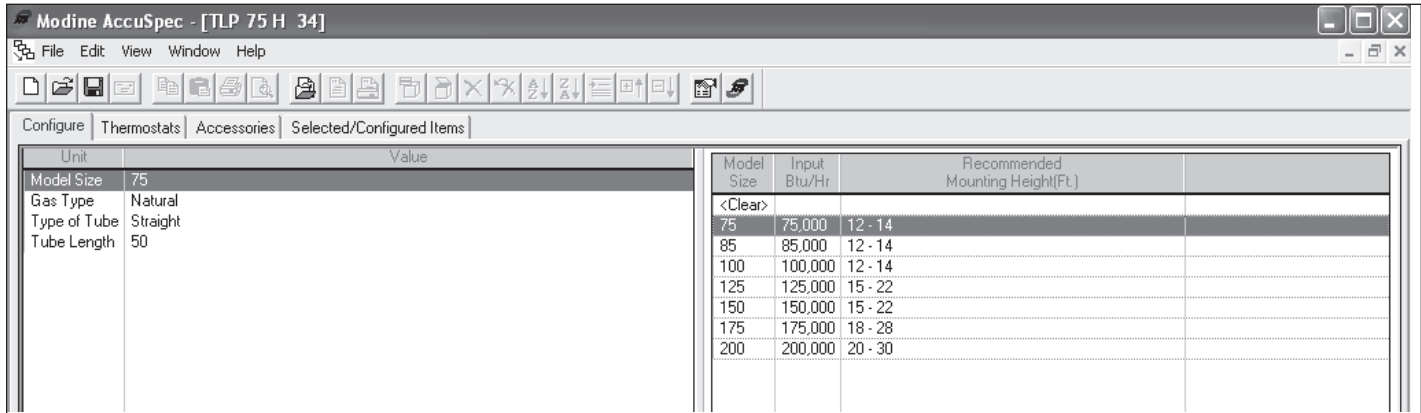 Modine AccuSpec - [TLP 75 H 34]
File Edit View Window Help
Configure Thermostats Accessories Selected/Configured Items
Unit Value
Model Size 75
Gas Type Natural
Type of Tube Straight
Tube Length 50
Model Size Input Btu/Hr Recommended Mounting Height(Ft.)
<Clear>
75 75,000 12 - 14
85 85,000 12 - 14
100 100,000 12 - 14
125 125,000 15 - 22
150 150,000 15 - 22
175 175,000 18 - 28
200 200,000 20 - 30